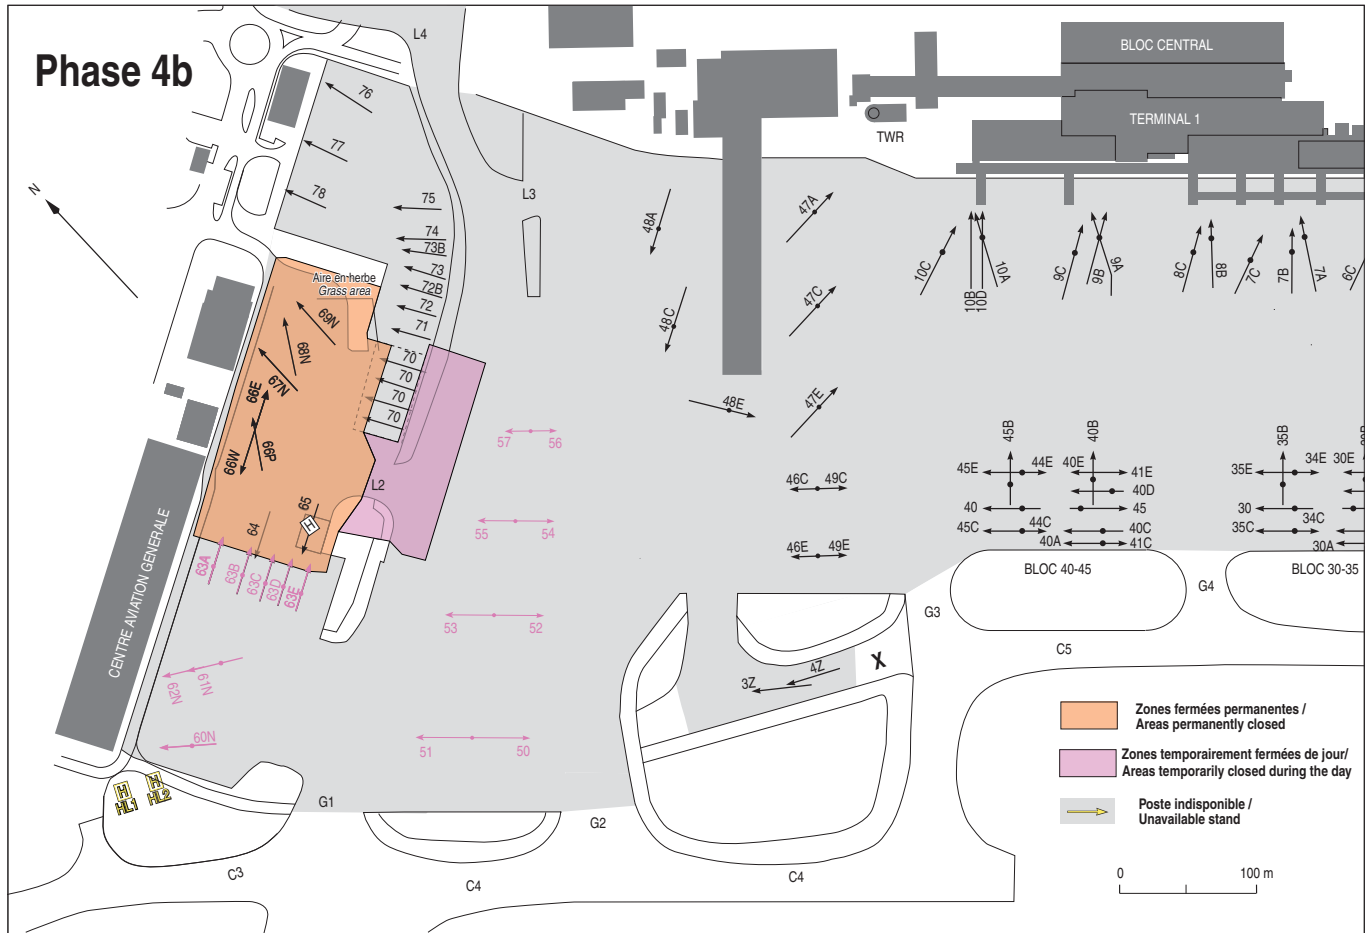 Phase 4b
L4
BLOC CENTRAL
TERMINAL 1
TWR
N
76
77
78
75
74
73B
73
72B
72
71
70
70
70
70
L3
48A
48C
48E
47A
47C
47E
10C
10B
10D
10A
9C
9B
9A
8C
8B
7C
7B
7A
6C
Aire en herbe
Grass area
69N
68N
67N
66E
66P
66W
65
H
64
L2
63A
63B
63C
63D
63E
62N
61N
60N
57
56
55
54
53
52
51
50
46C
49C
46E
49E
45B
40B
35B
45E
44E
40E
41E
40D
40
45
45C
44C
40C
40A
41C
35E
34E
30E
30
34C
35C
30A
BLOC 40-45
BLOC 30-35
G3
G4
C5
X
4Z
3Z
CENTRE AVIATION GENERALE
H
HL1
H
HL2
G1
G2
C3
C4
C4
Zones fermées permanentes /
Areas permanently closed
Zones temporairement fermées de jour/
Areas temporarily closed during the day
Poste indisponible /
Unavailable stand
0
100 m